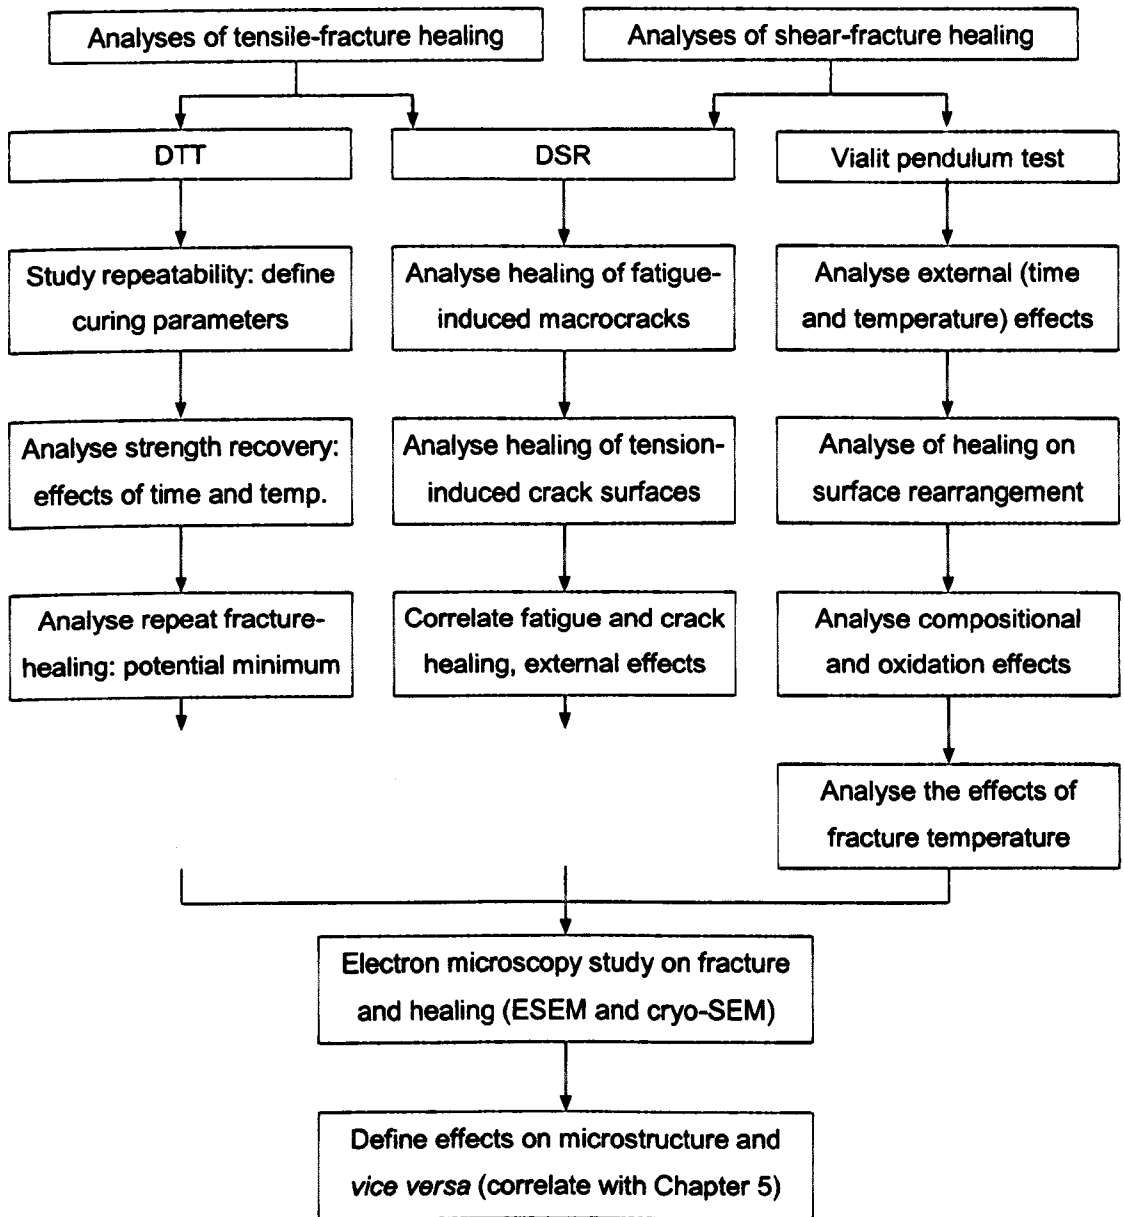 Analyses of tensile-fracture healing
Analyses of shear-fracture healing
DTT
DSR
Vialit pendulum test
Study repeatability: define
curing parameters
Analyse healing of fatigue-
induced macrocracks
Analyse external (time
and temperature) effects
Analyse strength recovery:
effects of time and temp.
Analyse healing of tension-
induced crack surfaces
Analyse of healing on
surface rearrangement
Analyse repeat fracture-
healing: potential minimum
Correlate fatigue and crack
healing, external effects
Analyse compositional
and oxidation effects
Analyse the effects of
fracture temperature
Electron microscopy study on fracture
and healing (ESEM and cryo-SEM)
Define effects on microstructure and
vice versa (correlate with Chapter 5)